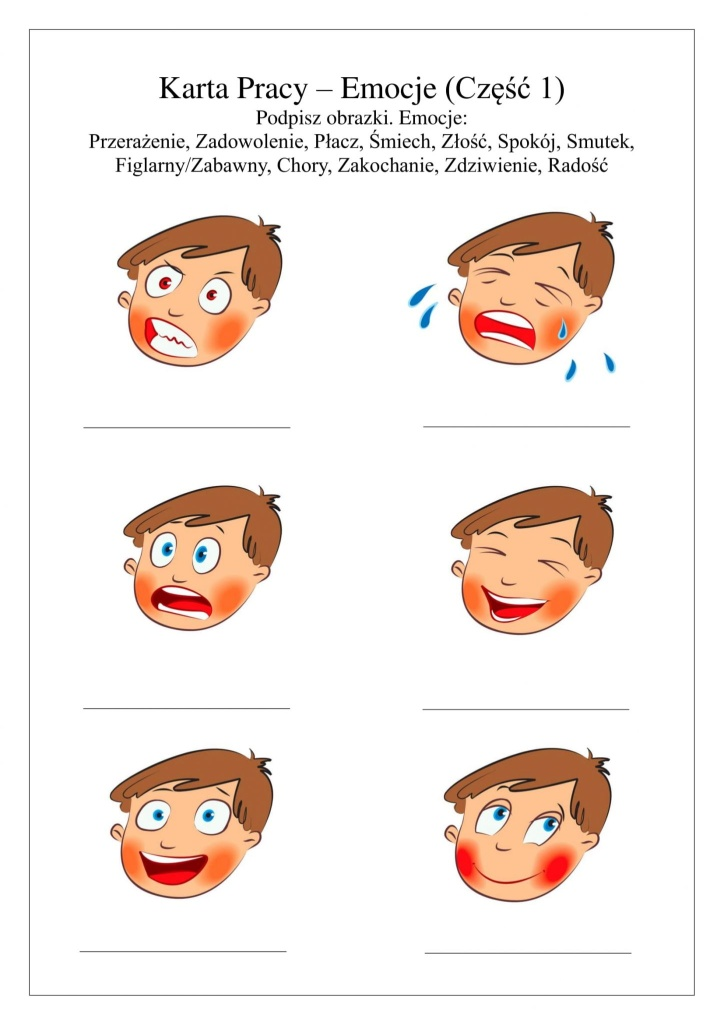 Karta Pracy – Emocje (Część 1)
Podpisz obrazki. Emocje:
Przerażenie, Zadowolenie, Płacz, Śmiech, Złość, Spokój, Smutek,
Figlarny/Zabawny, Chory, Zakochanie, Zdziwienie, Radość